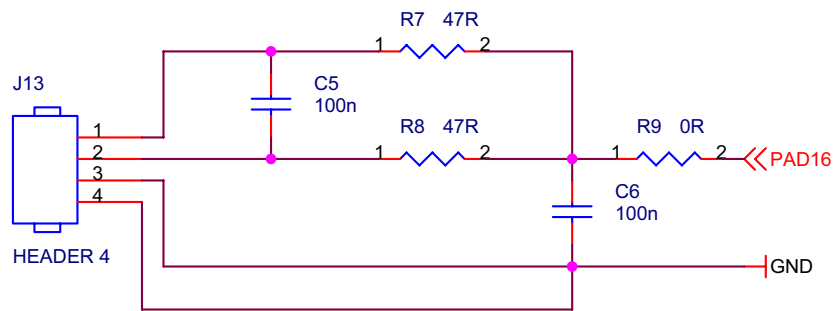 R7 47R
1 2
J13
C5
100n
1
R8 47R
R9 0R
2 1 2 1 2 PAD16
3
C6
4
100n
HEADER 4
GND